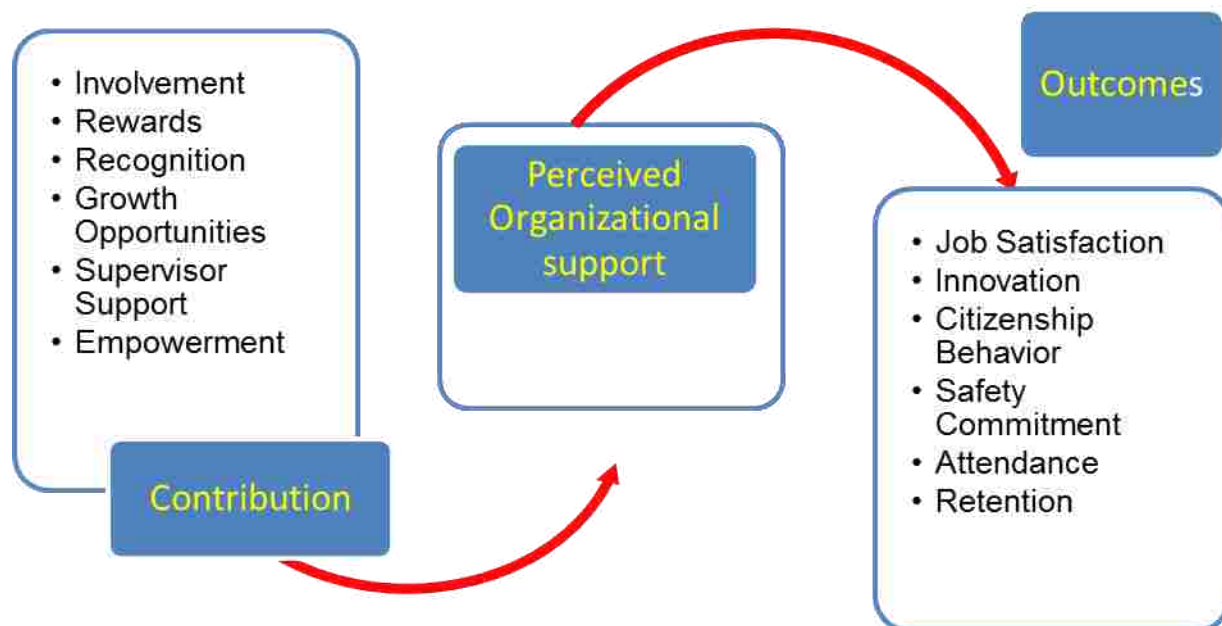 • Involvement
• Rewards
• Recognition
• Growth
Opportunities
• Supervisor
Support
• Empowerment
Contribution
Perceived
Organizational
support
Outcomes
• Job Satisfaction
• Innovation
• Citizenship
Behavior
• Safety
Commitment
• Attendance
• Retention